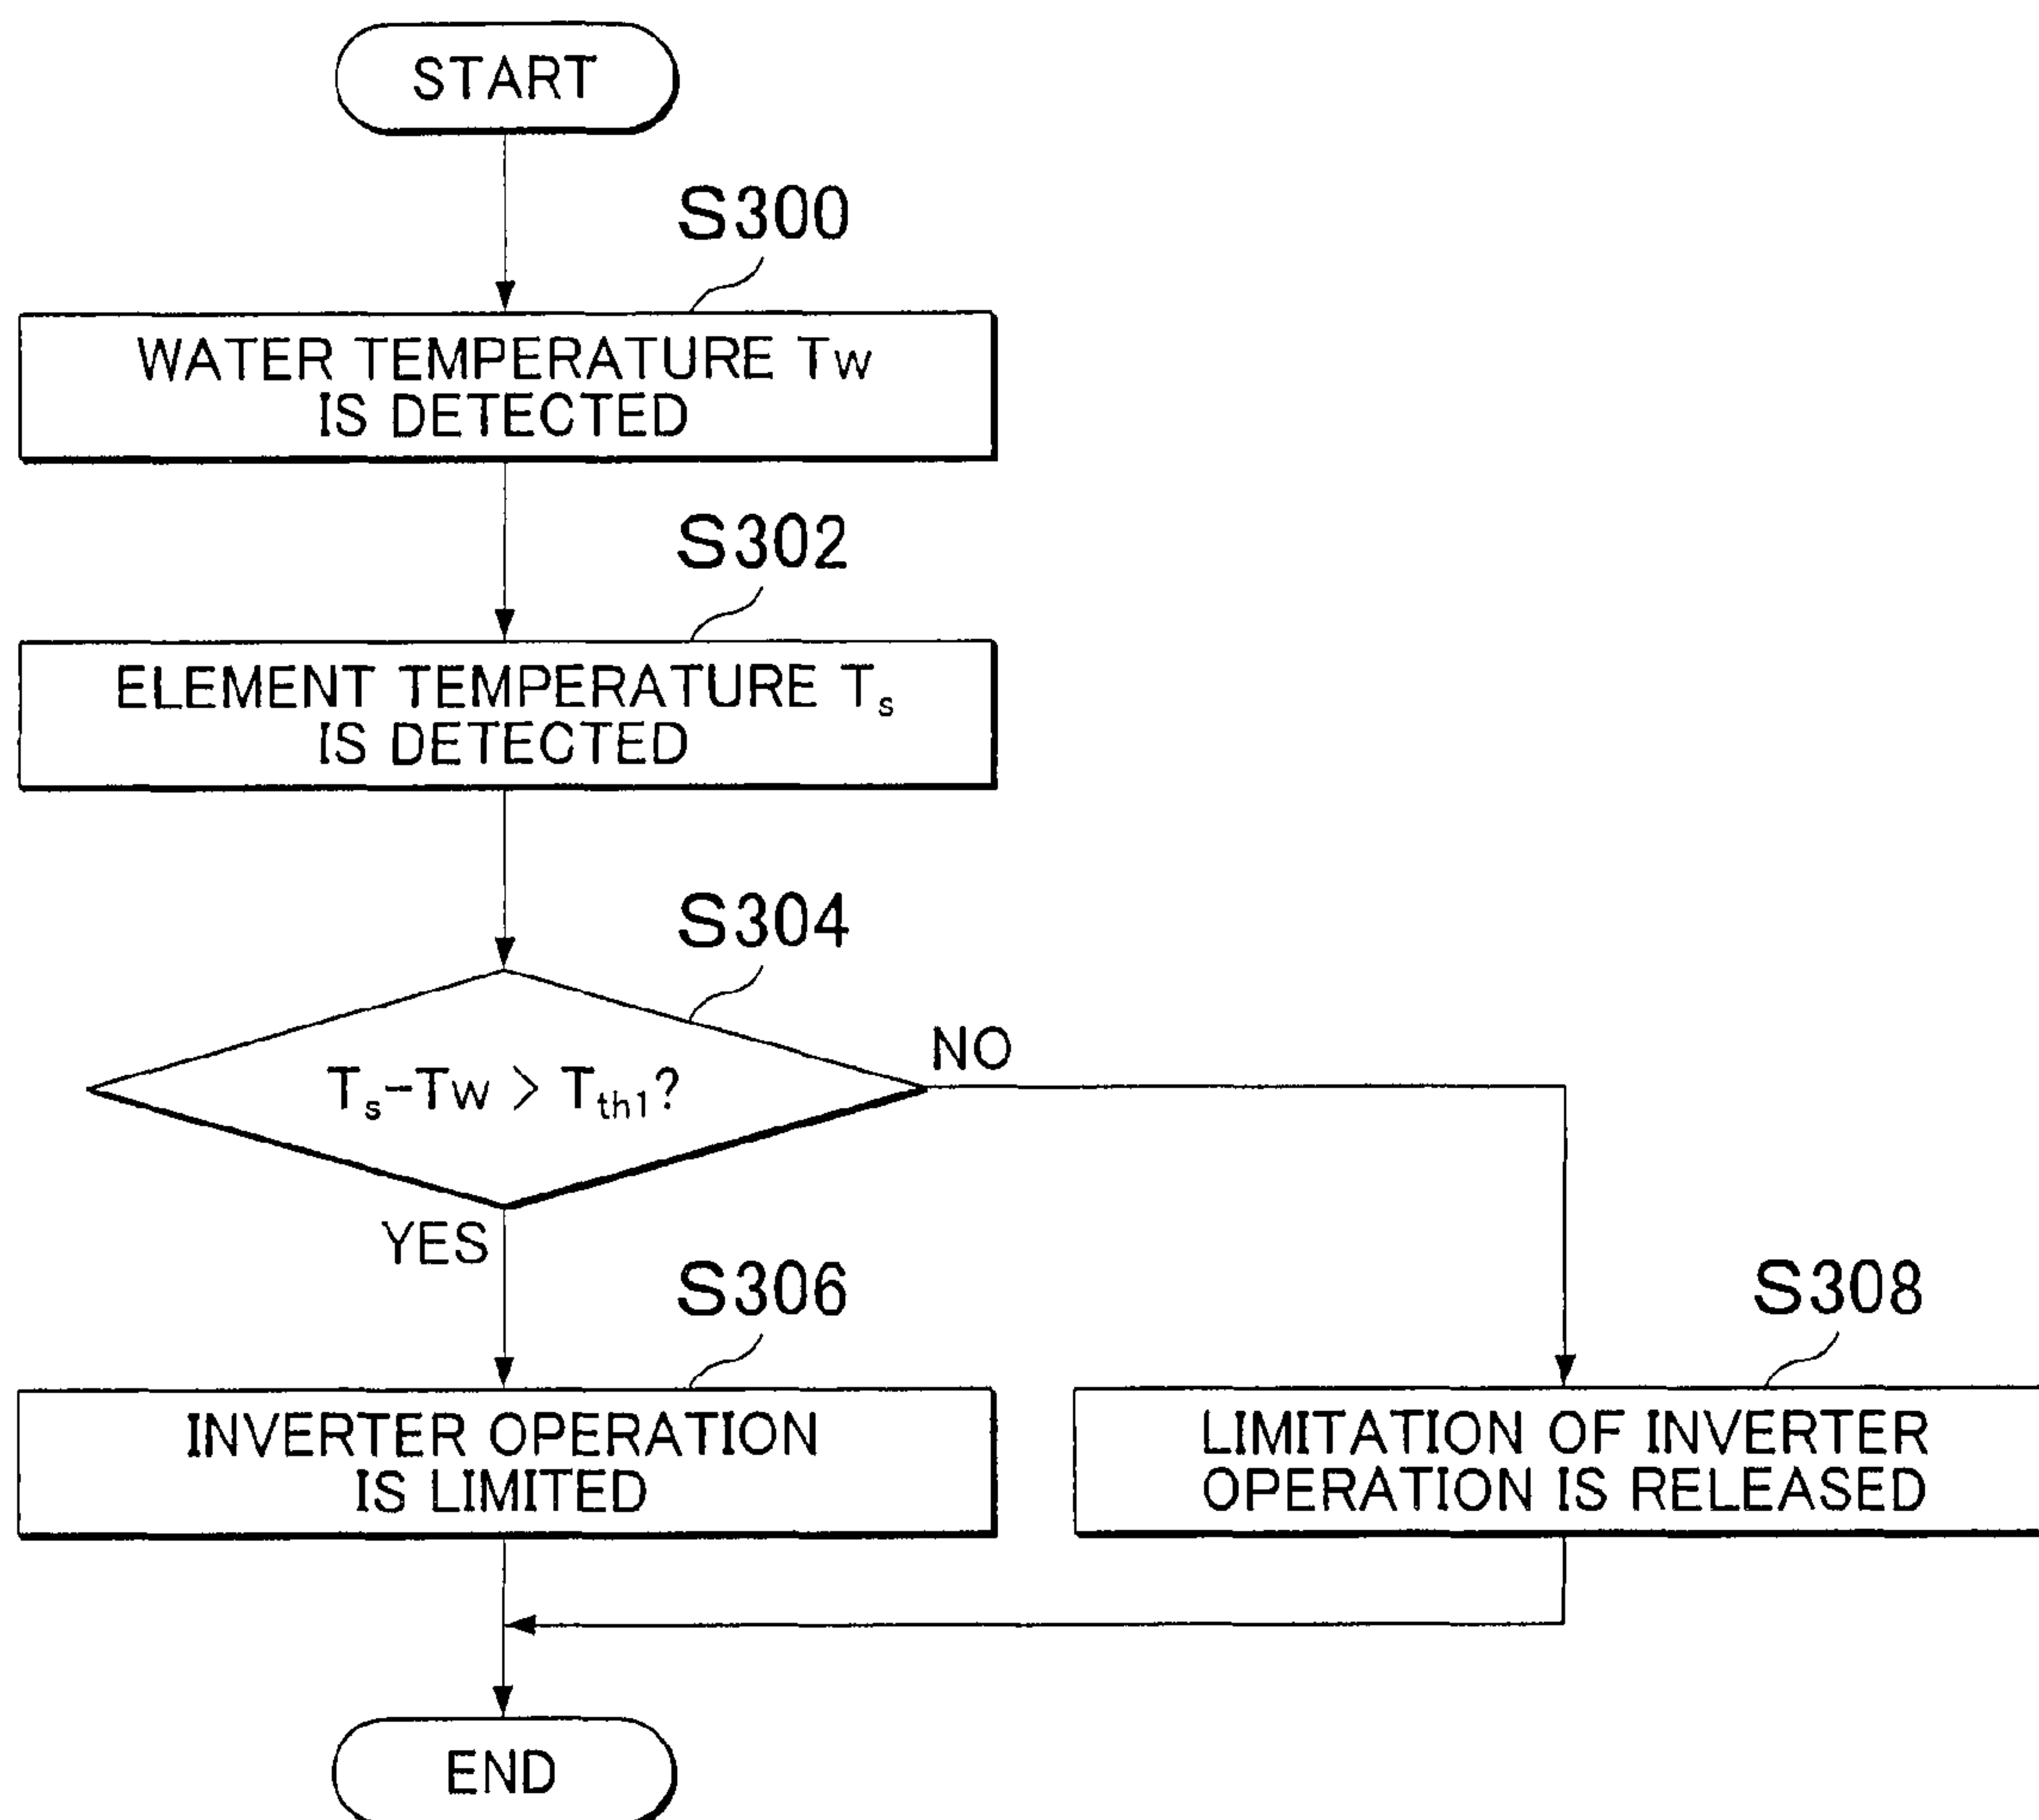 START
S300
WATER TEMPERATURE Tw
IS DETECTED
S302
ELEMENT TEMPERATURE Ts
IS DETECTED
S304
Ts-Tw > Tth1?
NO
YES
S306
INVERTER OPERATION
IS LIMITED
S308
LIMITATION OF INVERTER
OPERATION IS RELEASED
END